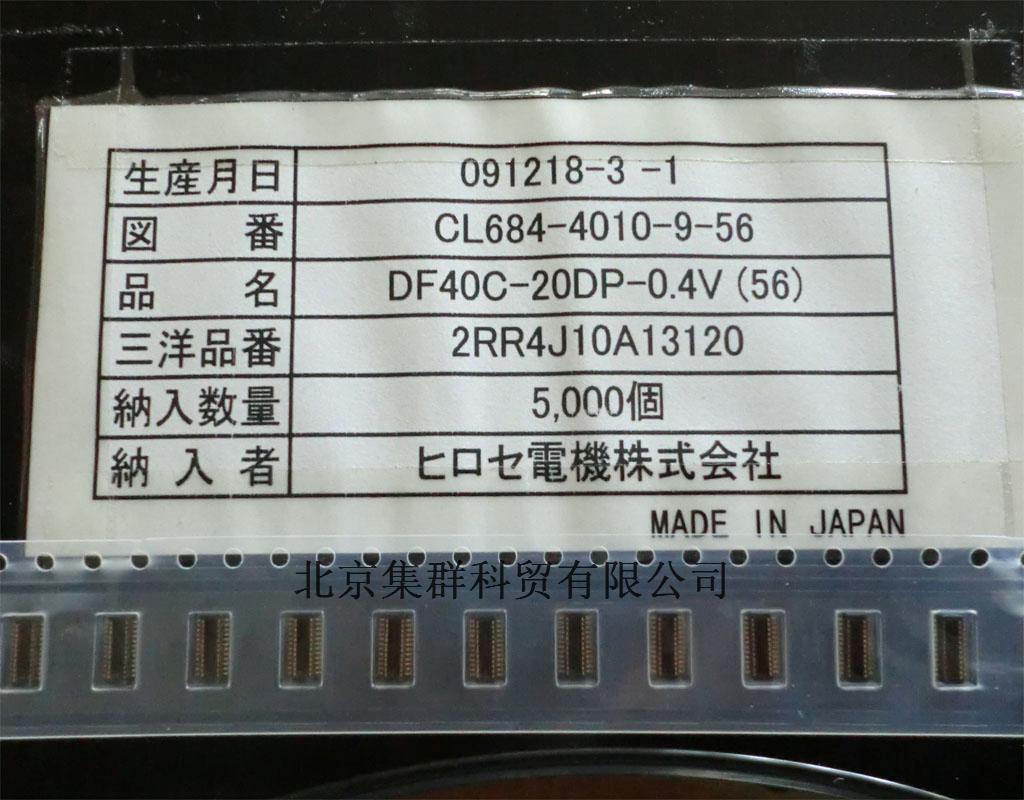 生産月日 091218-3 -1
図 番 CL684-4010-9-56
品 名 DF40C-20DP-0.4V (56)
三洋品番 2RR4J10A13120
納入数量 5,000個
納 入 者 ヒロセ電機株式会社
MADE IN JAPAN
北京集群科贸有限公司